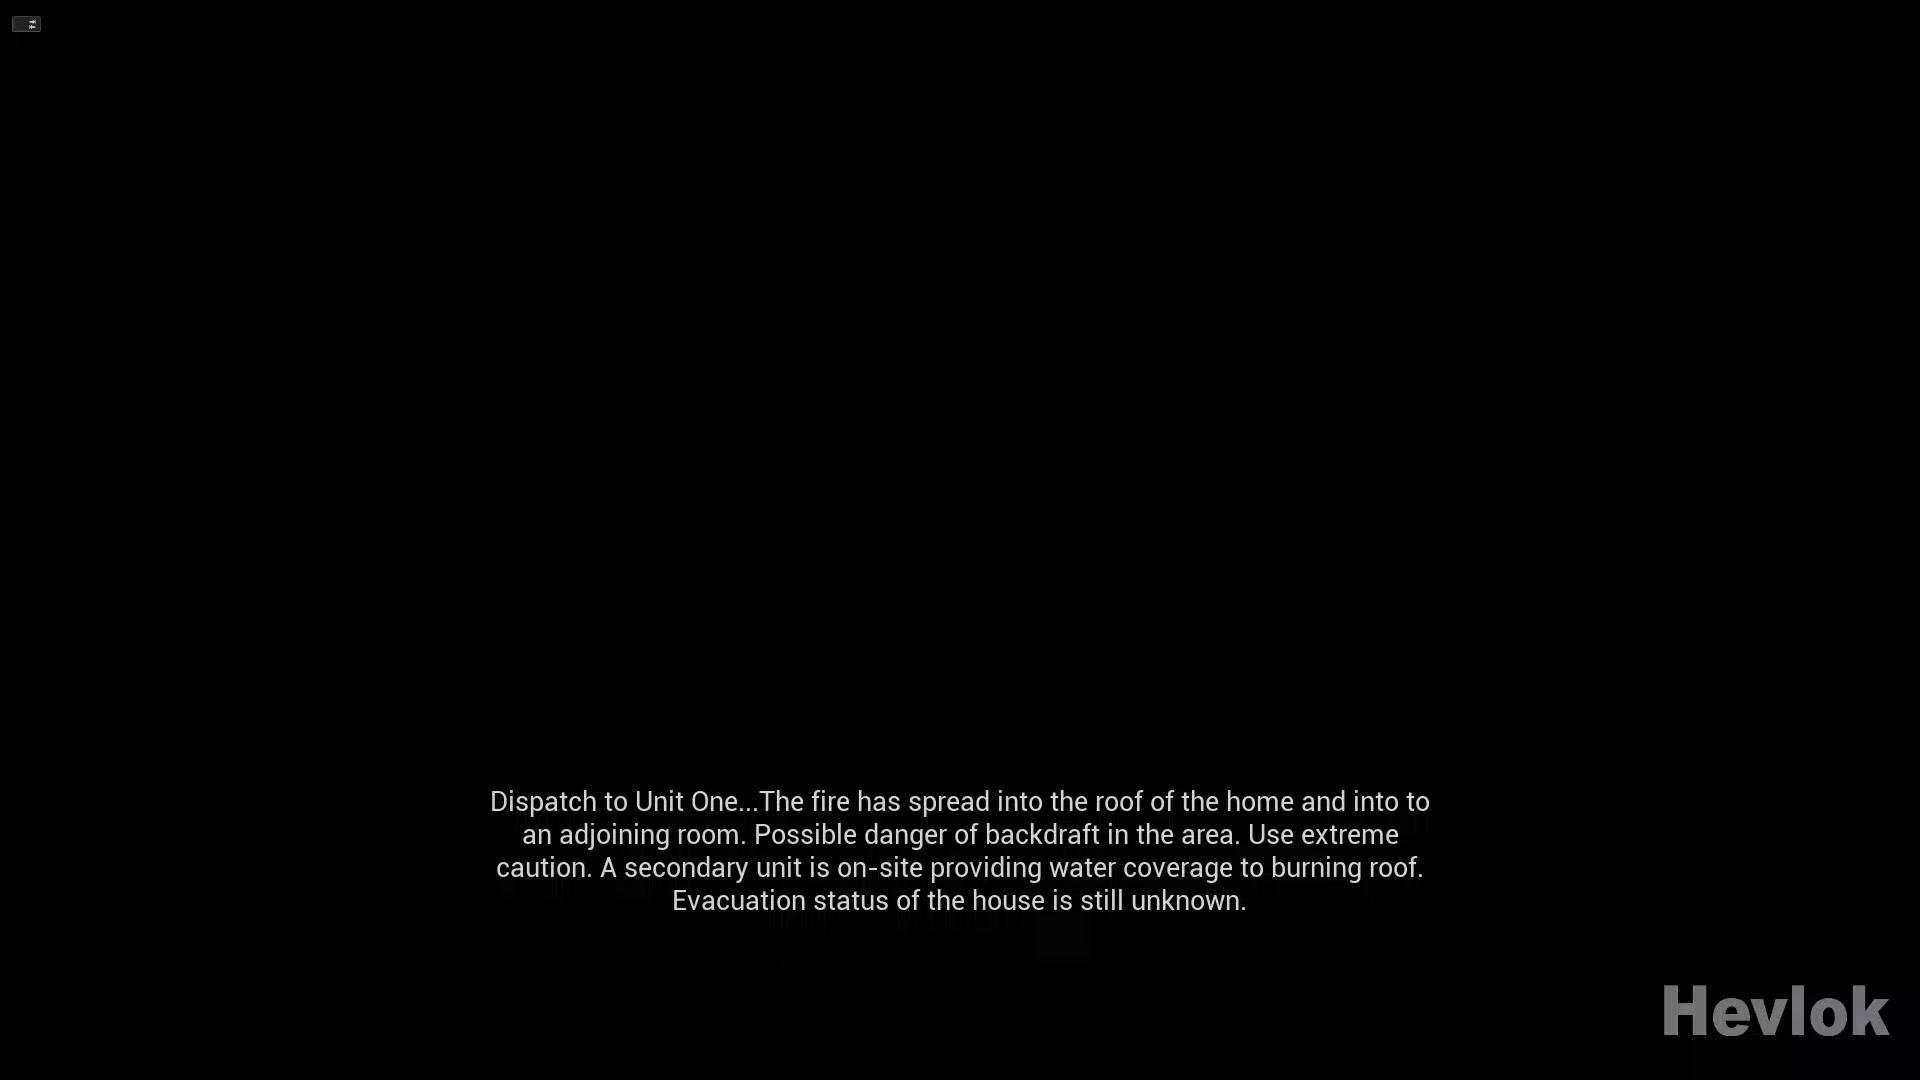 Dispatch to Unit One...The fire has spread into the roof of the home and into to
an adjoining room. Possible danger of backdraft in the area. Use extreme
caution. A secondary unit is on-site providing water coverage to burning roof.
Evacuation status of the house is still unknown.
Hevlok